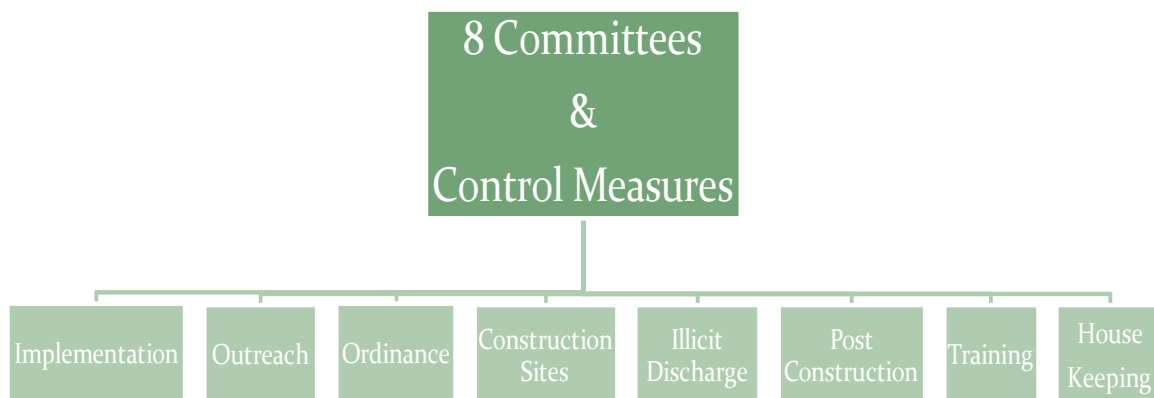 8 Committees
&
Control Measures
Implementation
Outreach
Ordinance
Construction
Sites
Illicit
Discharge
Post
Construction
Training
House
Keeping